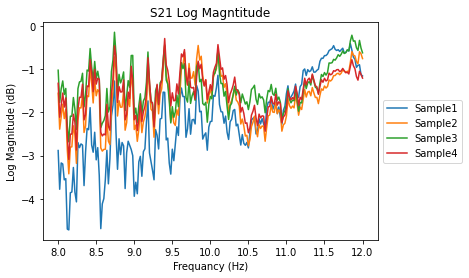 S21 Log Magntitude
Log Magnitude (dB)
0
−1
−2
−3
−4
8.0 8.5 9.0 9.5 10.0 10.5 11.0 11.5 12.0
Frequancy (Hz)
Sample1
Sample2
Sample3
Sample4